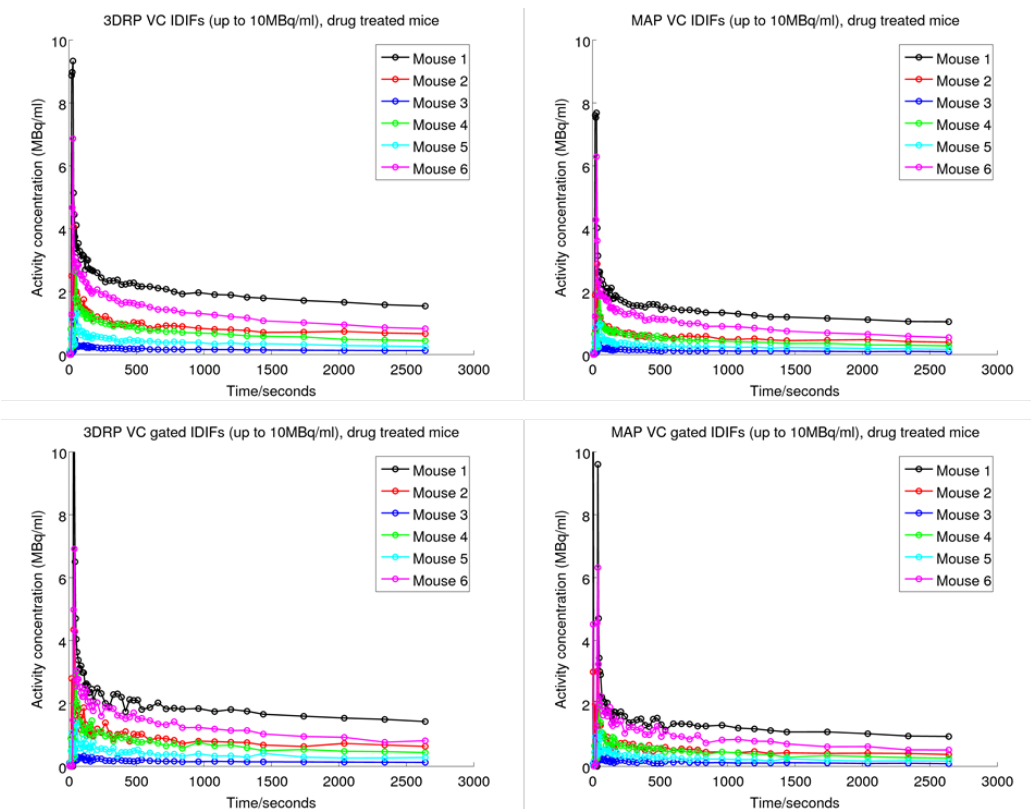 3DRP VC IDIFs (up to 10MBq/ml), drug treated mice
10
8
6
4
2
0
Activity concentration (MBq/ml)
Mouse 1
Mouse 2
Mouse 3
Mouse 4
Mouse 5
Mouse 6
0 500 1000 1500 2000 2500 3000
Time/seconds
MAP VC IDIFs (up to 10MBq/ml), drug treated mice
10
8
6
4
2
0
Activity concentration (MBq/ml)
Mouse 1
Mouse 2
Mouse 3
Mouse 4
Mouse 5
Mouse 6
0 500 1000 1500 2000 2500 3000
Time/seconds
3DRP VC gated IDIFs (up to 10MBq/ml), drug treated mice
10
8
6
4
2
0
Activity concentration (MBq/ml)
Mouse 1
Mouse 2
Mouse 3
Mouse 4
Mouse 5
Mouse 6
0 500 1000 1500 2000 2500 3000
Time/seconds
MAP VC gated IDIFs (up to 10MBq/ml), drug treated mice
10
8
6
4
2
0
Activity concentration (MBq/ml)
Mouse 1
Mouse 2
Mouse 3
Mouse 4
Mouse 5
Mouse 6
0 500 1000 1500 2000 2500 3000
Time/seconds